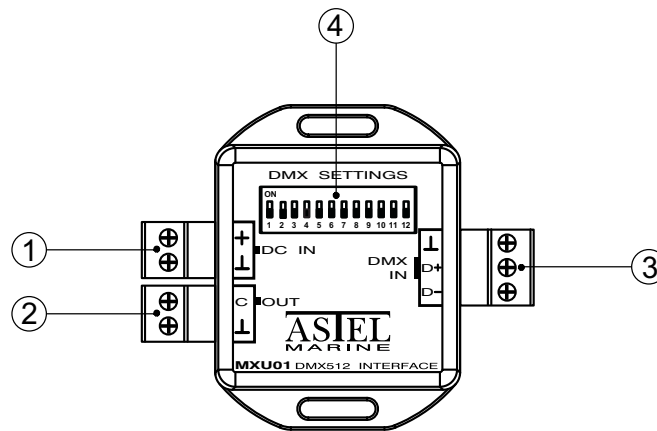 4
DMX SETTINGS
ON
1 2 3 4 5 6 7 8 9 10 11 12
1
+
⊥
DC IN
2
C
⊥
OUT
⊥
DMX IN
D+
D−
3
ASTEL
MARINE
MXU01 DMX512 INTERFACE